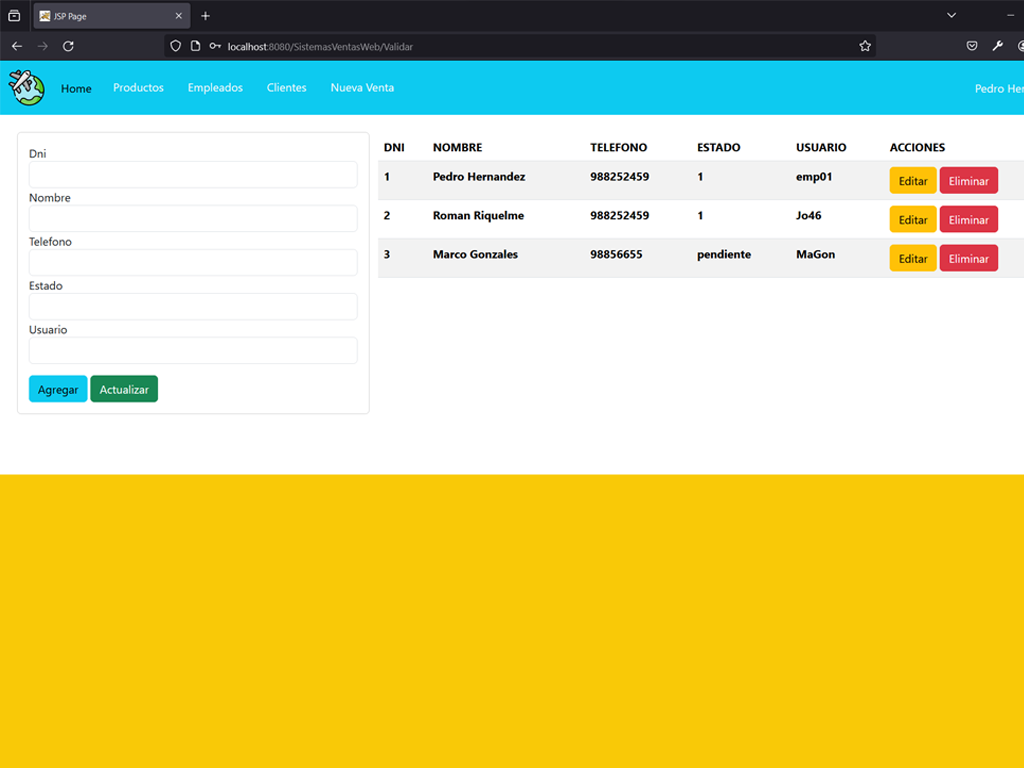 JSP Page
localhost:8080/SistemasVentasWeb/Validar
Home Productos Empleados Clientes Nueva Venta Pedro Her
Dni
Nombre
Telefono
Estado
Usuario
Agregar Actualizar
DNI NOMBRE TELEFONO ESTADO USUARIO ACCIONES
1 Pedro Hernandez 988252459 1 emp01 Editar Eliminar
2 Roman Riquelme 988252459 1 Jo46 Editar Eliminar
3 Marco Gonzales 98856655 pendiente MaGon Editar Eliminar